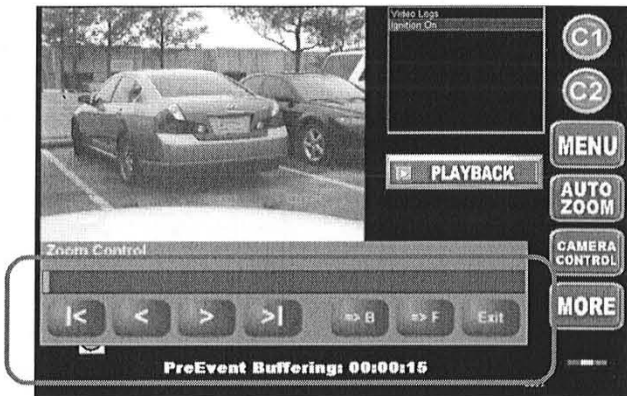 Video Logs
Ignition On
C1
C2
MENU
PLAYBACK
AUTO
ZOOM
CAMERA
CONTROL
Zoom Control
|< < > >| => B => F Exit
MORE
PreEvent Buffering: 00:00:15